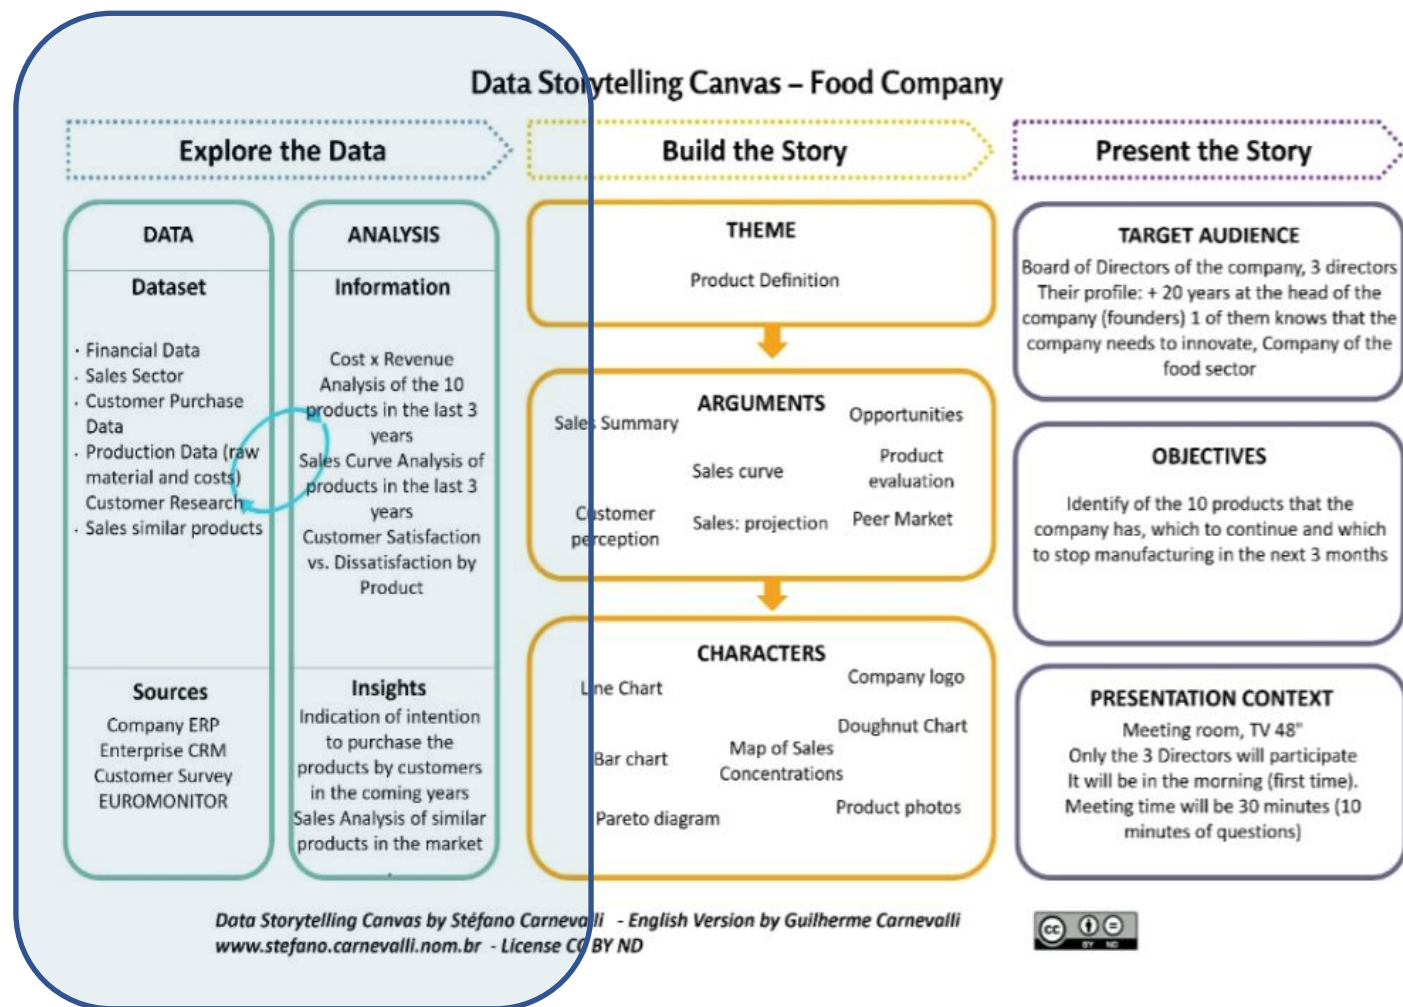 Data Storytelling Canvas – Food Company
Explore the Data
Build the Story
Present the Story
DATA
Dataset
· Financial Data
· Sales Sector
· Customer Purchase
Data
· Production Data (raw
material and costs)
Customer Research
· Sales similar products
Sources
Company ERP
Enterprise CRM
Customer Survey
EUROMONITOR
ANALYSIS
Information
Cost x Revenue
Analysis of the 10
products in the last 3
years
Sales Curve Analysis of
products in the last 3
years
Customer Satisfaction
vs. Dissatisfaction by
Product
Insights
Indication of intention
to purchase the
products by customers
in the coming years
Sales Analysis of similar
products in the market
.
THEME
Product Definition
ARGUMENTS
Sales Summary
Opportunities
Sales curve
Product
evaluation
Customer
perception
Sales: projection
Peer Market
CHARACTERS
Line Chart
Company logo
Doughnut Chart
Bar chart
Map of Sales
Concentrations
Pareto diagram
Product photos
TARGET AUDIENCE
Board of Directors of the company, 3 directors
Their profile: + 20 years at the head of the
company (founders) 1 of them knows that the
company needs to innovate, Company of the
food sector
OBJECTIVES
Identify of the 10 products that the
company has, which to continue and which
to stop manufacturing in the next 3 months
PRESENTATION CONTEXT
Meeting room, TV 48"
Only the 3 Directors will participate
It will be in the morning (first time).
Meeting time will be 30 minutes (10
minutes of questions)
Data Storytelling Canvas by Stéfano Carnevalli - English Version by Guilherme Carnevalli
www.stefano.carnevalli.nom.br - License CC BY ND
cc BY ND